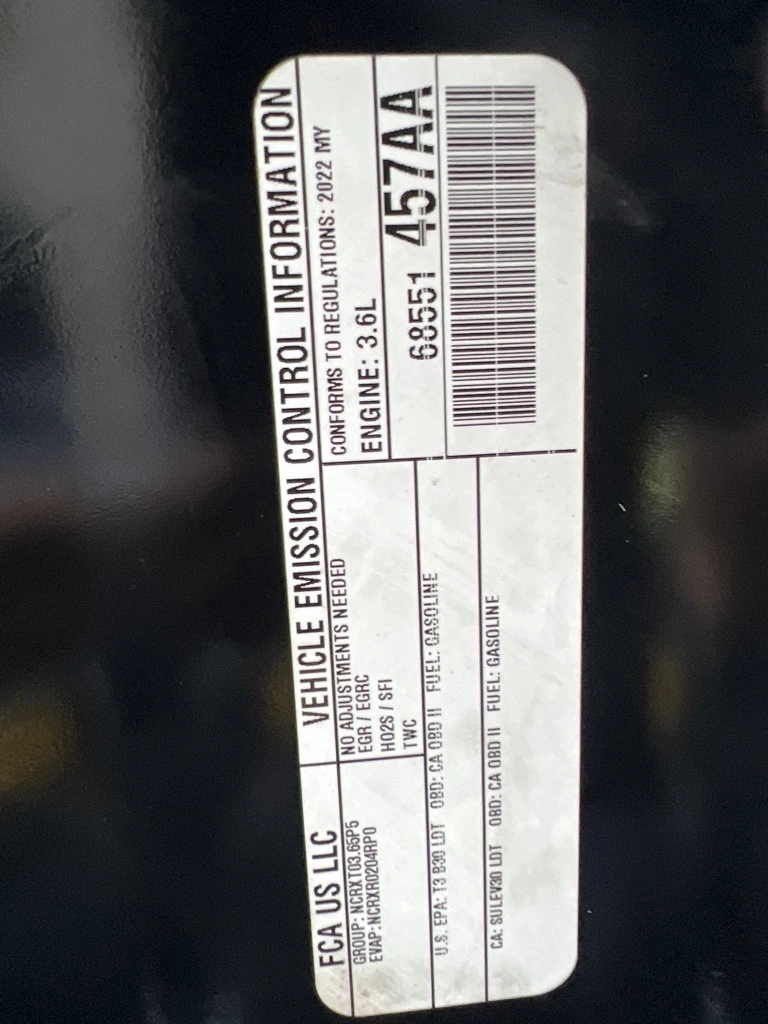 FCA US LLC
VEHICLE EMISSION CONTROL INFORMATION
GROUP: NCRXT03.65P5
EVAP: NCRXR0204RP0
NO ADJUSTMENTS NEEDED
EGR / EGRC
HO2S / SFI
TWC
CONFORMS TO REGULATIONS: 2022 MY
ENGINE: 3.6L
68551 457AA
U.S. EPA: T3 B30 LDT OBD: CA OBD II FUEL: GASOLINE
CA: SULEV30 LDT OBD: CA OBD II FUEL: GASOLINE